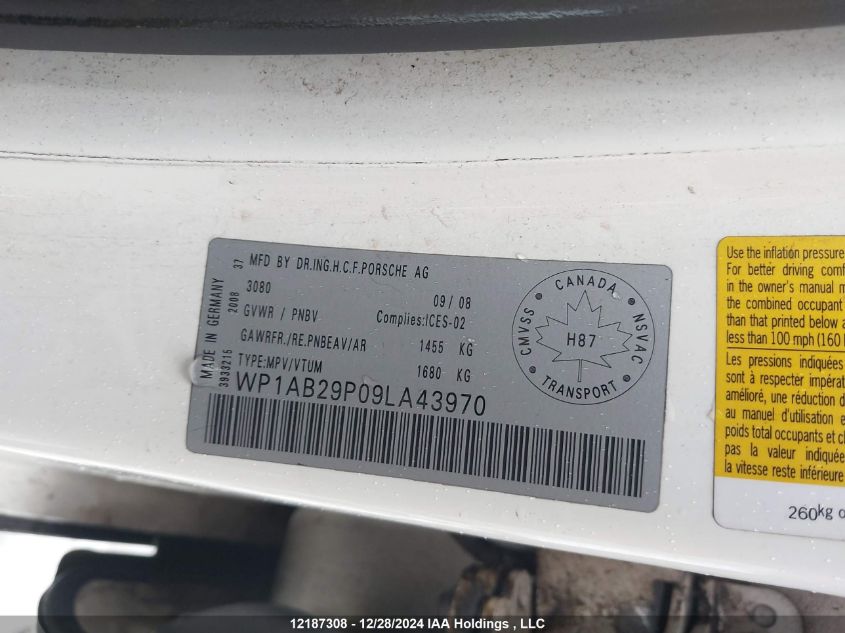 MFD BY DR.ING.H.C.F.PORSCHE AG
3080 09/08
GVWR / PNBV Complies:ICES-02
GAWRFR./RE.PNBEAV/AR 1455 KG
TYPE:MPV/VTUM 1680 KG
WP1AB29P09LA43970
MADE IN GERMANY
3933215 2008 37
CANADA
CMVSS
NSVAC
H87
TRANSPORT
Use the inflation pressure
For better driving comf
in the owner's manual m
the combined occupant
than that printed below a
less than 100 mph (160
Les pressions indiquées
sont à respecter impérat
amélioré, une réduction d
au manuel d'utilisation e
poids total occupants et c
pas la valeur indiquée
la vitesse reste inférieure
260kg o
12187308 - 12/28/2024 IAA Holdings , LLC